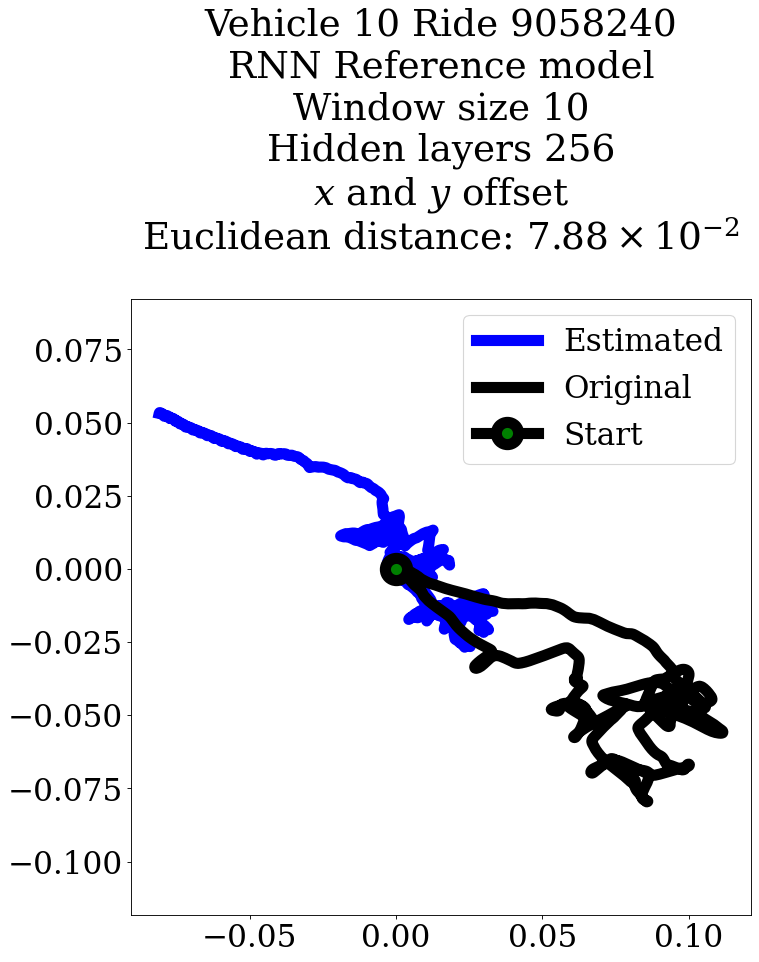 Vehicle 10 Ride 9058240
RNN Reference model
Window size 10
Hidden layers 256
x and y offset
Euclidean distance: 7.88 × 10⁻²
Estimated
Original
Start
0.075
0.050
0.025
0.000
−0.025
−0.050
−0.075
−0.100
−0.05 0.00 0.05 0.10